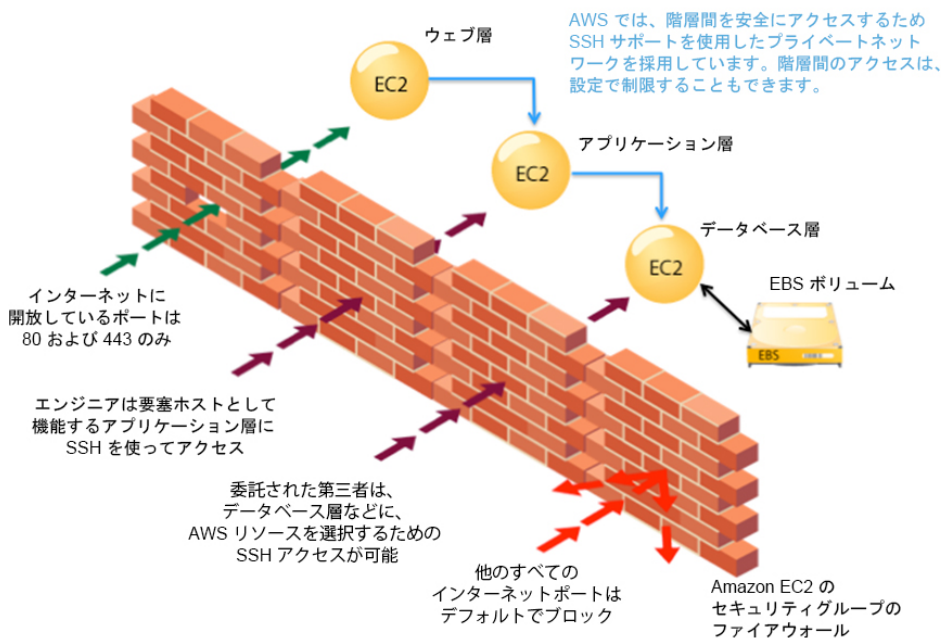 ウェブ層
EC2
AWS では、階層間を安全にアクセスするため
SSH サポートを使用したプライベートネット
ワークを採用しています。階層間のアクセスは、
設定で制限することもできます。
アプリケーション層
EC2
データベース層
EC2
EBS ボリューム
EBS
インターネットに
開放しているポートは
80 および 443 のみ
エンジニアは要塞ホストとして
機能するアプリケーション層に
SSH を使ってアクセス
委託された第三者は、
データベース層などに、
AWS リソースを選択するための
SSH アクセスが可能
他のすべての
インターネットポートは
デフォルトでブロック
Amazon EC2 の
セキュリティグループの
ファイアウォール